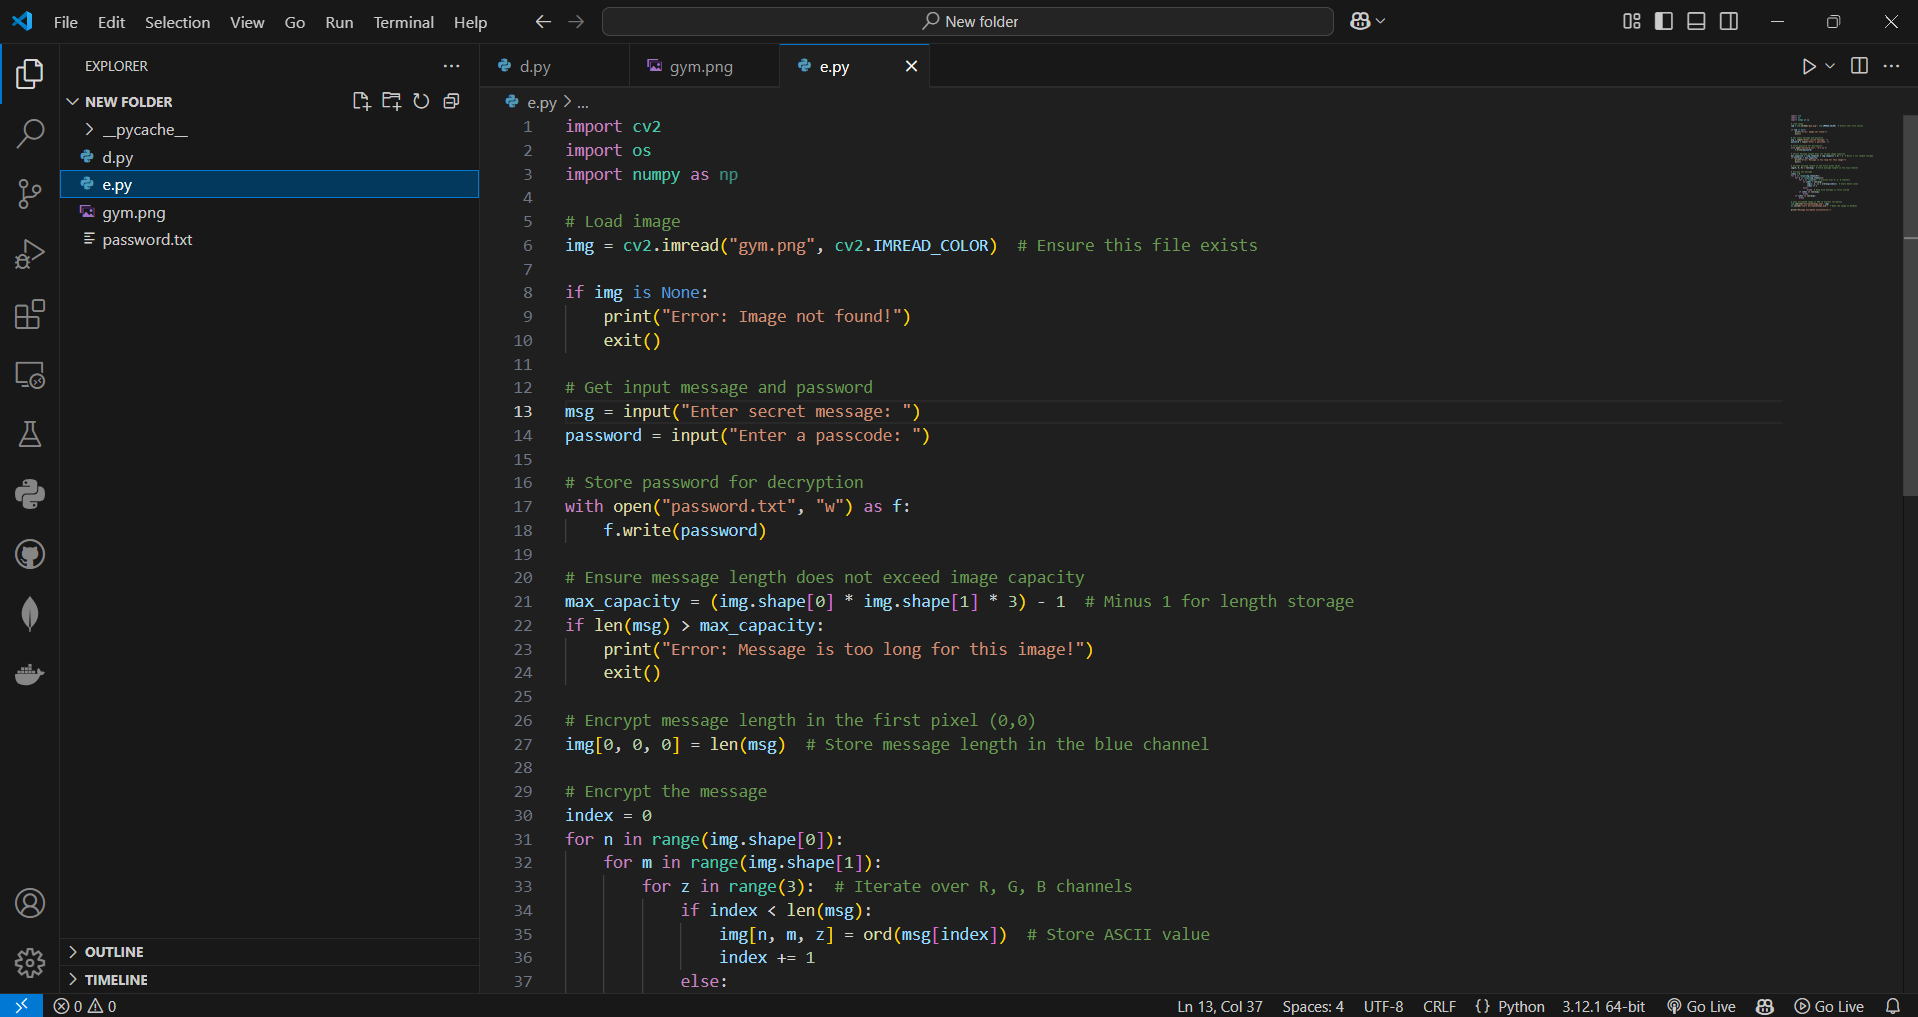 File Edit Selection View Go Run Terminal Help
New folder
EXPLORER
NEW FOLDER
__pycache__
d.py
e.py
gym.png
password.txt
OUTLINE
TIMELINE
d.py
gym.png
e.py
e.py > ...
1 import cv2
2 import os
3 import numpy as np
4
5 # Load image
6 img = cv2.imread("gym.png", cv2.IMREAD_COLOR)  # Ensure this file exists
7
8 if img is None:
9     print("Error: Image not found!")
10     exit()
11
12 # Get input message and password
13 msg = input("Enter secret message: ")
14 password = input("Enter a passcode: ")
15
16 # Store password for decryption
17 with open("password.txt", "w") as f:
18     f.write(password)
19
20 # Ensure message length does not exceed image capacity
21 max_capacity = (img.shape[0] * img.shape[1] * 3) - 1  # Minus 1 for length storage
22 if len(msg) > max_capacity:
23     print("Error: Message is too long for this image!")
24     exit()
25
26 # Encrypt message length in the first pixel (0,0)
27 img[0, 0, 0] = len(msg)  # Store message length in the blue channel
28
29 # Encrypt the message
30 index = 0
31 for n in range(img.shape[0]):
32     for m in range(img.shape[1]):
33         for z in range(3):  # Iterate over R, G, B channels
34             if index < len(msg):
35                 img[n, m, z] = ord(msg[index])  # Store ASCII value
36                 index += 1
37             else:
0 0 Ln 13, Col 37 Spaces: 4 UTF-8 CRLF {} Python 3.12.1 64-bit Go Live Go Live